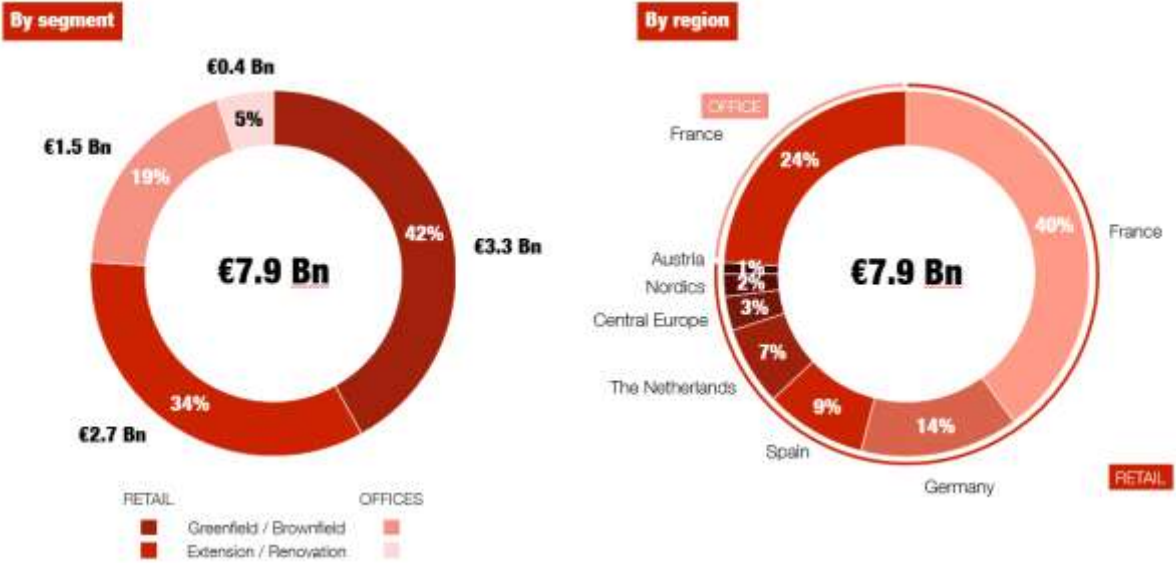 By segment
€0.4 Bn
5%
€1.5 Bn
19%
42%
€3.3 Bn
€7.9 Bn
34%
€2.7 Bn
RETAIL OFFICES
Greenfield / Brownfield
Extension / Renovation
By region
OFFICE
France
24%
40%
France
Austria
1%
€7.9 Bn
Nordics
2%
Central Europe
3%
The Netherlands
7%
9%
14%
Spain
Germany
RETAIL